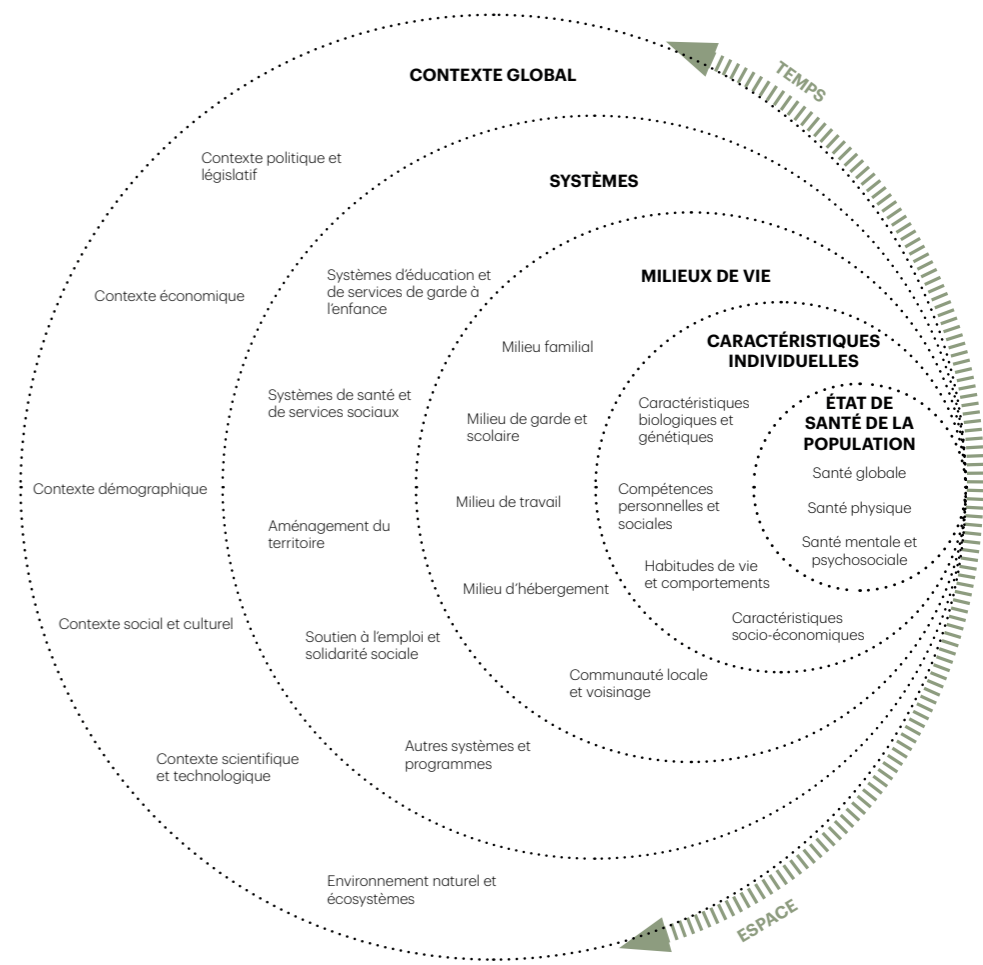 CONTEXTE GLOBAL
TEMPS
Contexte politique et
législatif
Contexte économique
Contexte démographique
Contexte social et culturel
Contexte scientifique
et technologique
Environnement naturel et
écosystèmes
SYSTÈMES
Systèmes d'éducation et
de services de garde à
l'enfance
Systèmes de santé et
de services sociaux
Aménagement du
territoire
Soutien à l'emploi et
solidarité sociale
Autres systèmes et
programmes
MILIEUX DE VIE
Milieu familial
Milieu de garde et
scolaire
Milieu de travail
Milieu d'hébergement
Communauté locale
et voisinage
CARACTÉRISTIQUES
INDIVIDUELLES
Caractéristiques
biologiques et
génétiques
Compétences
personnelles et
sociales
Habitudes de vie
et comportements
Caractéristiques
socio-économiques
ÉTAT DE
SANTÉ DE LA
POPULATION
Santé globale
Santé physique
Santé mentale et
psychosociale
ESPACE